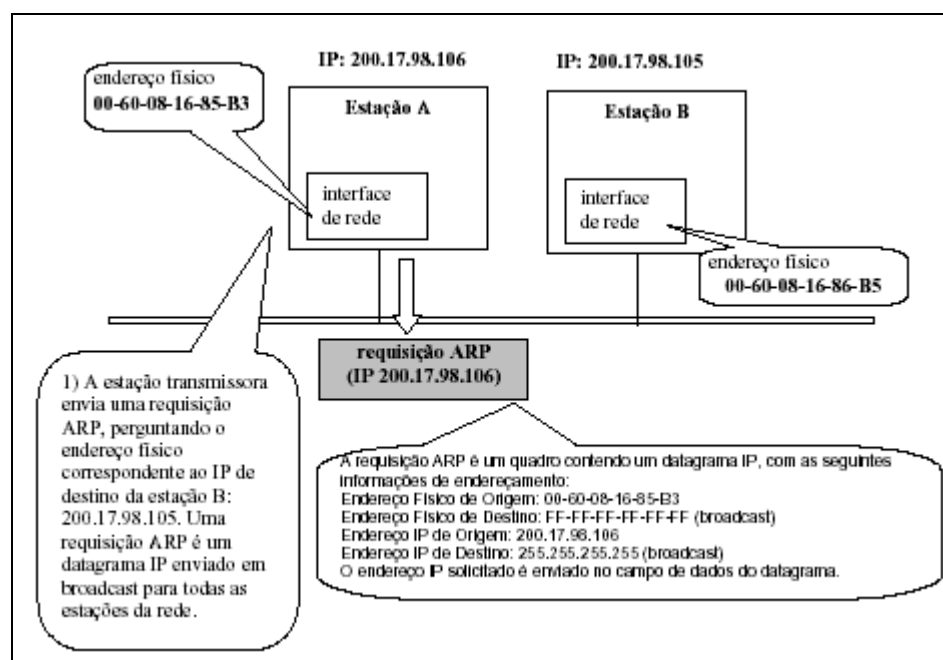 IP: 200.17.98.106
IP: 200.17.98.105
endereço físico
00-60-08-16-85-B3
Estação A
Estação B
interface
de rede
interface
de rede
endereço físico
00-60-08-16-86-B5
requisição ARP
(IP 200.17.98.106)
1) A estação transmissora
envia uma requisição
ARP, perguntando o
endereço físico
correspondente ao IP de
destino da estação B:
200.17.98.105. Uma
requisição ARP é um
datagrama IP enviado em
broadcast para todas as
estações da rede.
A requisição ARP é um quadro contendo um datagrama IP, com as seguintes
informações de endereçamento:
Endereço Físico de Origem: 00-60-08-16-85-B3
Endereço Físico de Destino: FF-FF-FF-FF-FF-FF (broadcast)
Endereço IP de Origem: 200.17.98.106
Endereço IP de Destino: 255.255.255.255 (broadcast)
O endereço IP solicitado é enviado no campo de dados do datagrama.